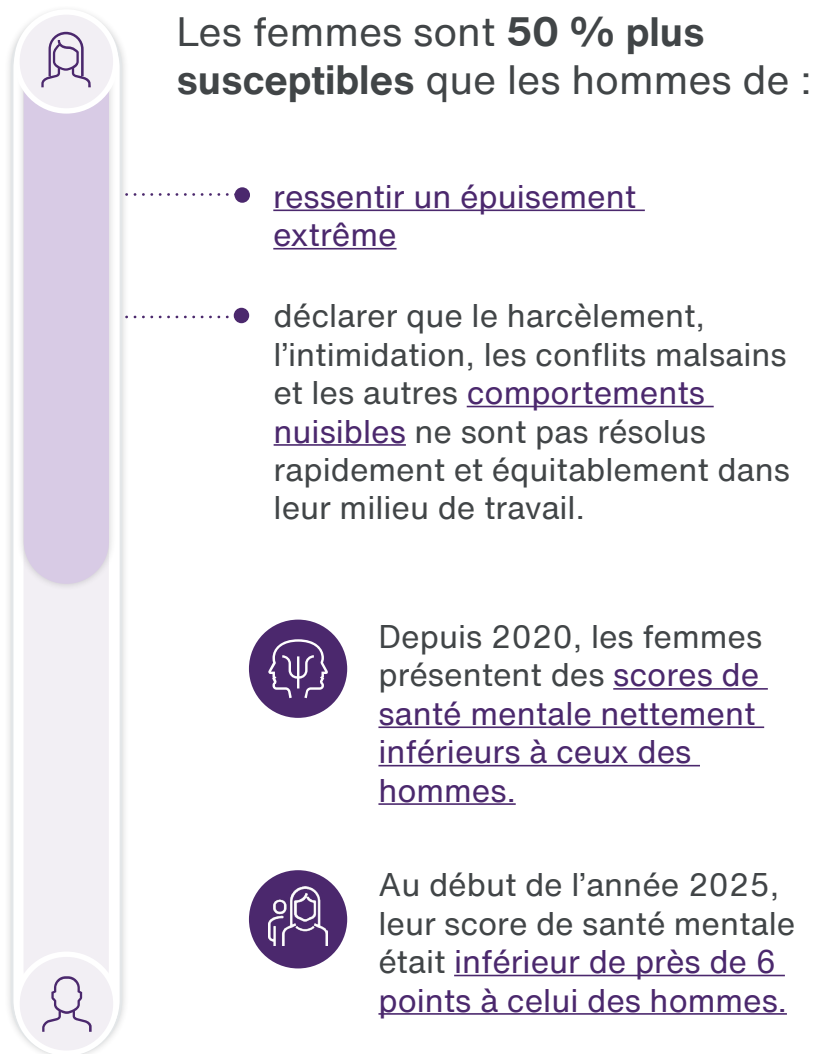 Les femmes sont 50 % plus
susceptibles que les hommes de :
ressentir un épuisement
extrême
déclarer que le harcèlement,
l'intimidation, les conflits malsains
et les autres comportements
nuisibles ne sont pas résolus
rapidement et équitablement dans
leur milieu de travail.
Depuis 2020, les femmes
présentent des scores de
santé mentale nettement
inférieurs à ceux des
hommes.
Au début de l'année 2025,
leur score de santé mentale
était inférieur de près de 6
points à celui des hommes.